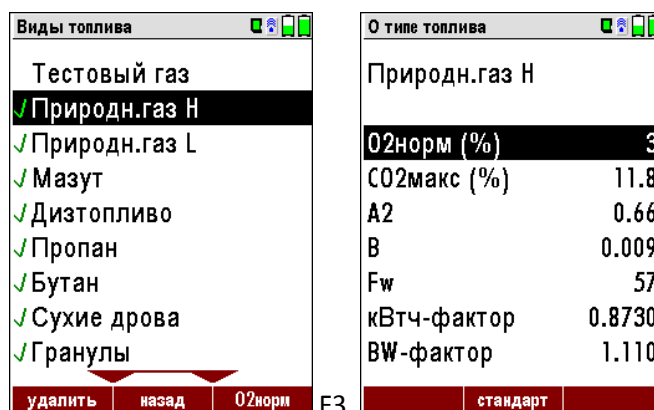 Виды топлива
Тестовый газ
Природн.газ H
Природн.газ L
Мазут
Дизтопливо
Пропан
Бутан
Сухие дрова
Гранулы
удалить назад O2норм
F3
О типе топлива
Природн.газ H
O2норм (%) 3
CO2макс (%) 11.8
A2 0.66
B 0.009
Fw 57
кВтч-фактор 0.8730
BW-фактор 1.110
стандарт